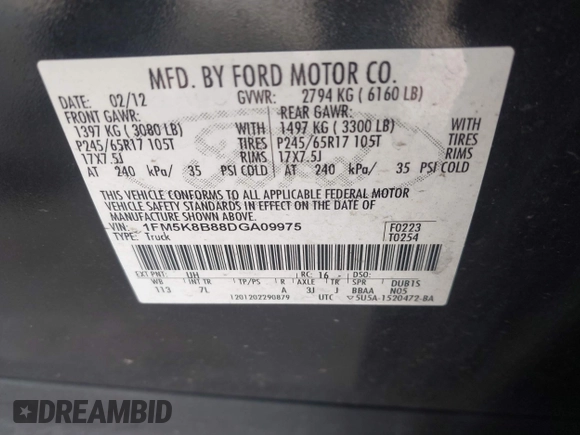 MFD. BY FORD MOTOR CO.
DATE: 02/12 GVWR: 2794 KG ( 6160 LB)
FRONT GAWR: REAR GAWR:
1397 KG ( 3080 LB) 1497 KG ( 3300 LB)
P245/65R17 105T TIRES P245/65R17 105T TIRES
17X7.5J RIMS 17X7.5J RIMS
AT 240 kPa/ 35 PSI COLD AT 240 kPa/ 35 PSI COLD
THIS VEHICLE CONFORMS TO ALL APPLICABLE FEDERAL MOTOR
VEHICLE SAFETY STANDARDS IN EFFECT ON THE DATE OF
MANUFACTURE SHOWN ABOVE.
VIN: 1FM5K8B88DGA09975 F0223
TYPE: Truck T0254
EXT PNT: UH RC: 16 DSO:
WB INT TR TP/PS R AXLE TR SPR DUBTS
113 7L A 3J J BBAA N05
1201202290879 UTC 5U5A-1520472-BA
DREAMBID